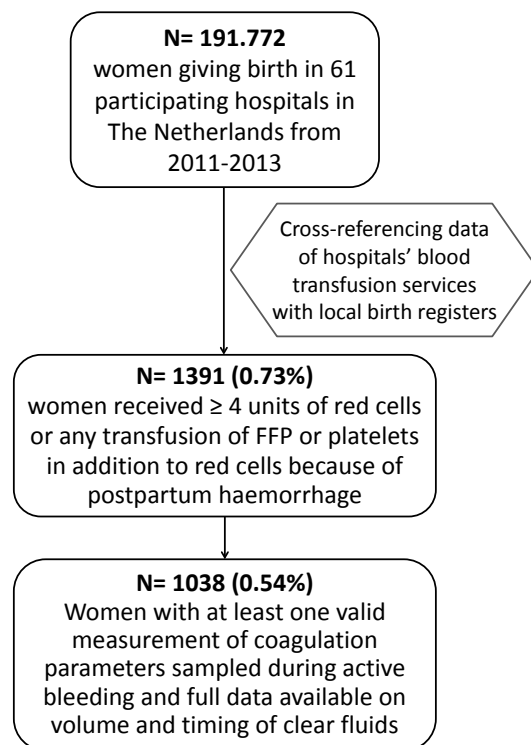 N= 191.772
women giving birth in 61
participating hospitals in
The Netherlands from
2011-2013
Cross-referencing data
of hospitals’ blood
transfusion services
with local birth registers
N= 1391 (0.73%)
women received ≥ 4 units of red cells
or any transfusion of FFP or platelets
in addition to red cells because of
postpartum haemorrhage
N= 1038 (0.54%)
Women with at least one valid
measurement of coagulation
parameters sampled during active
bleeding and full data available on
volume and timing of clear fluids